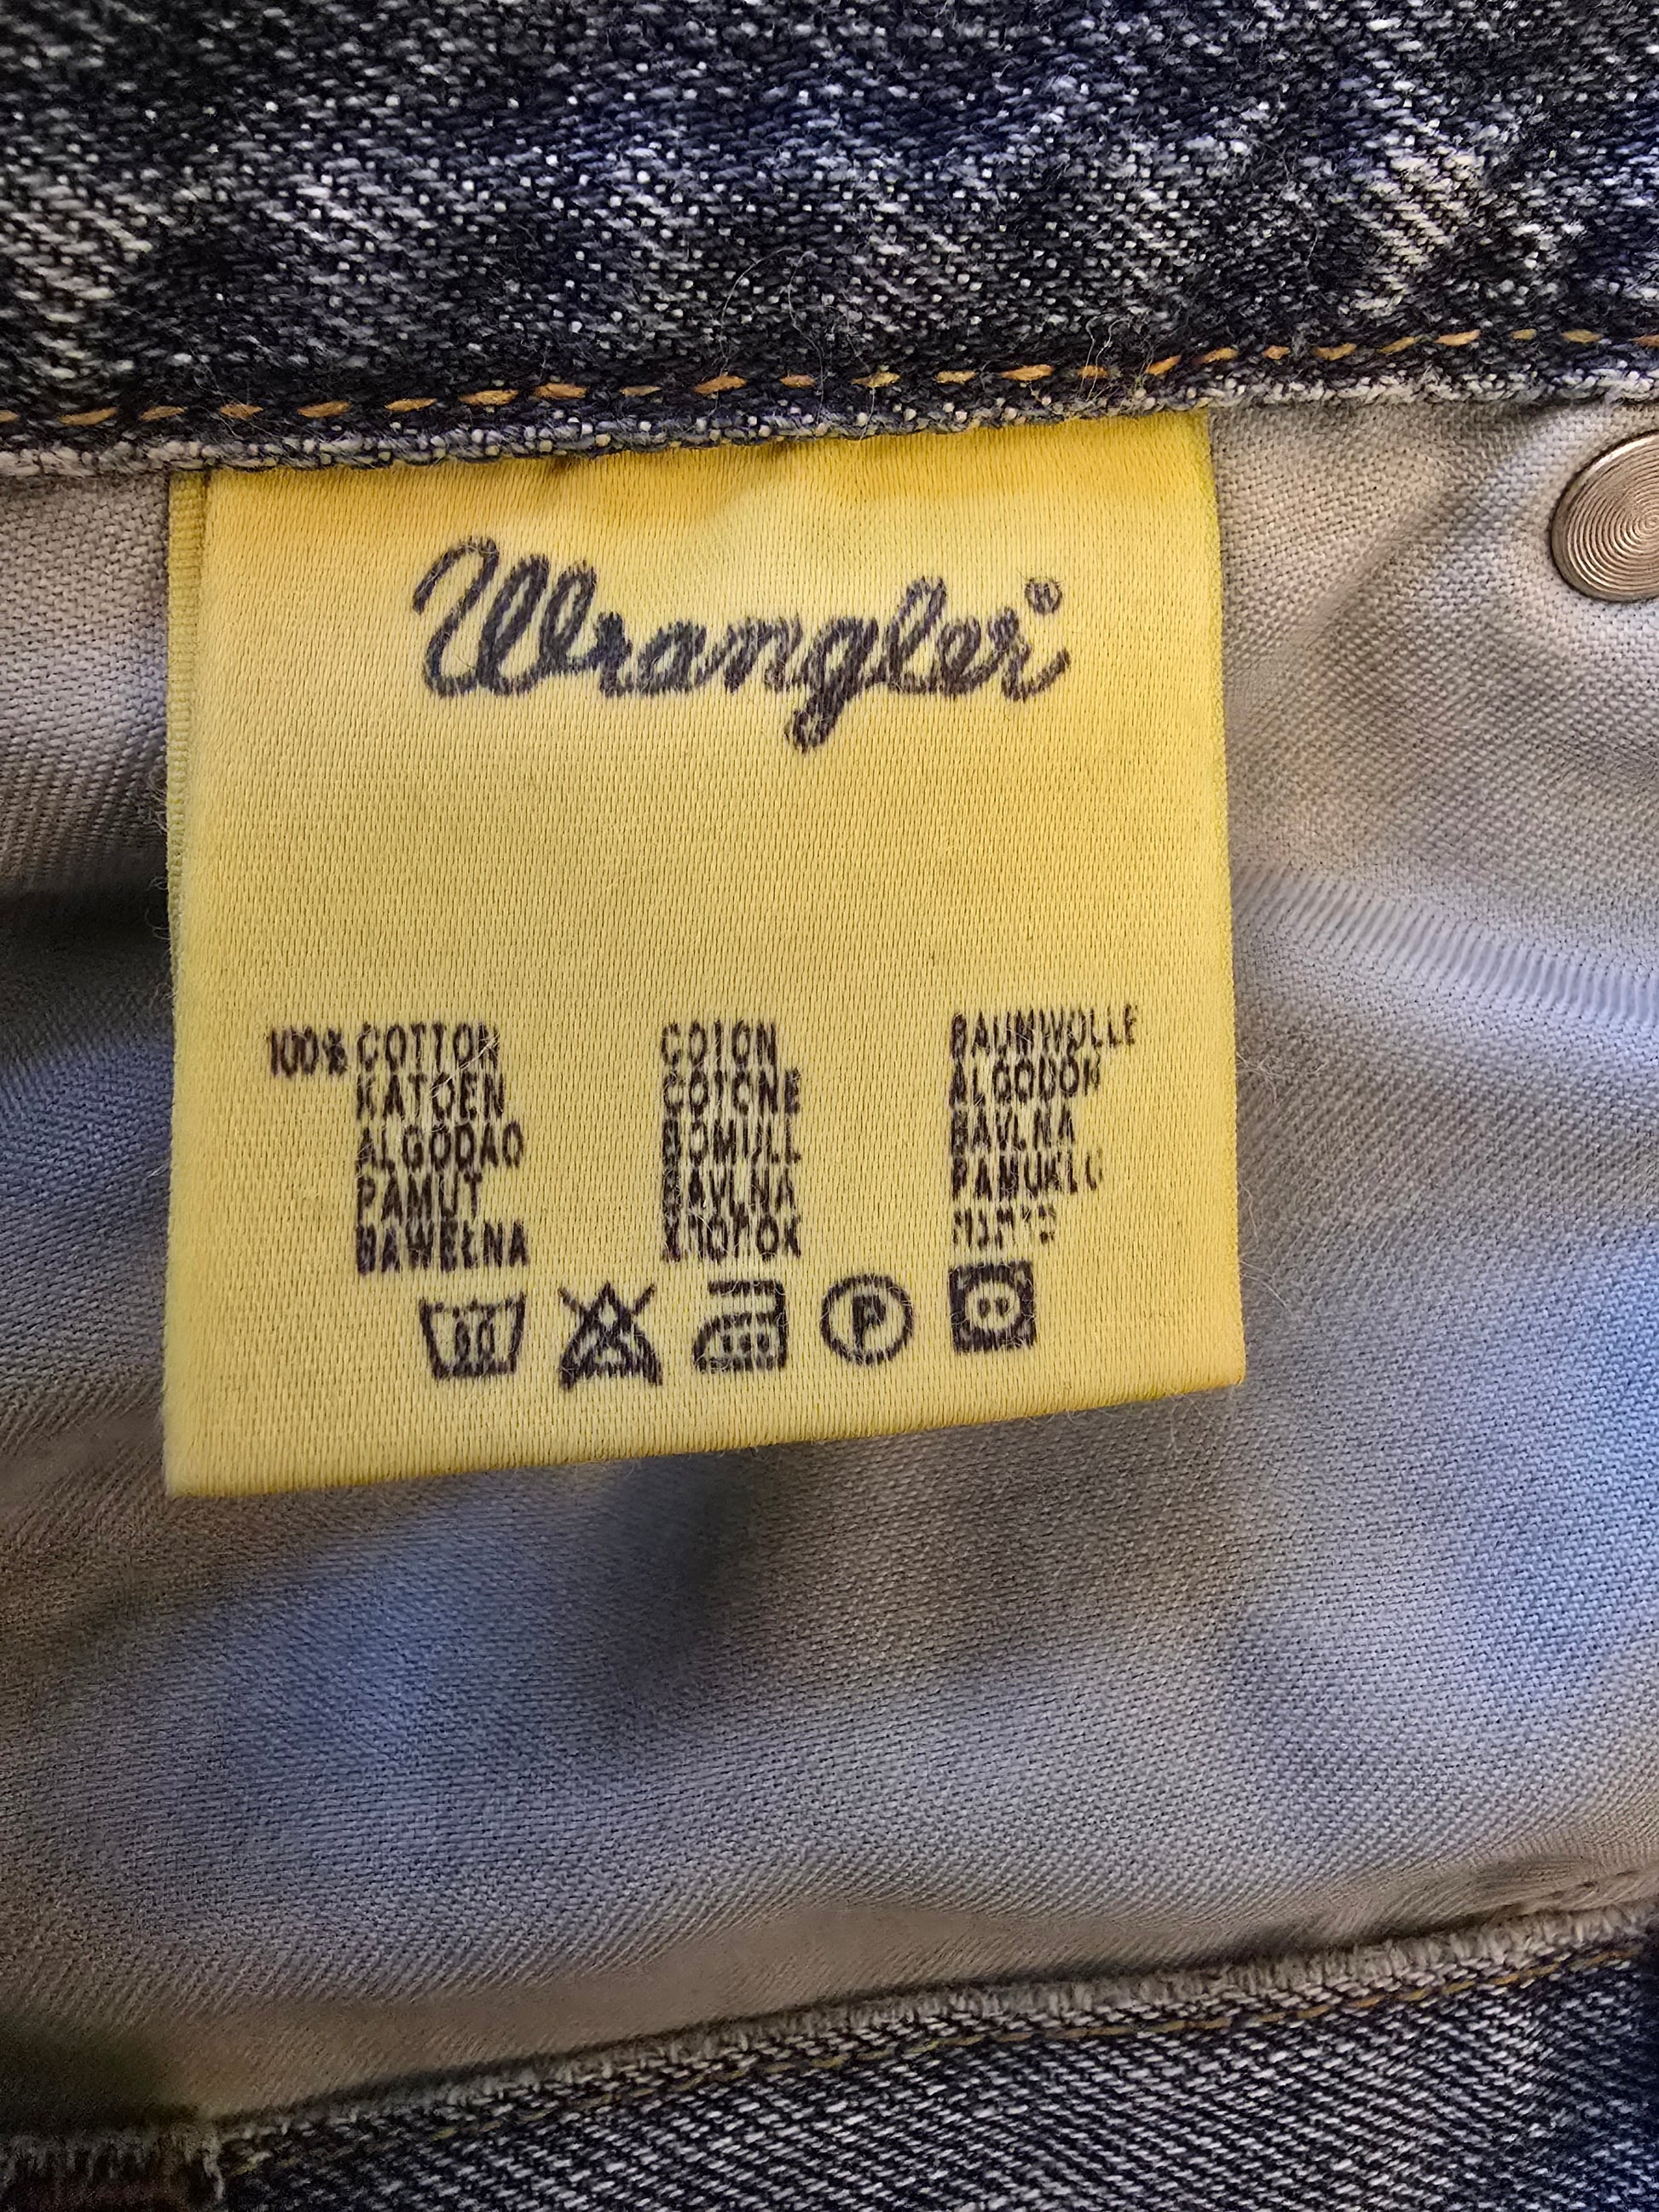 Wrangler®
100% COTTON COTON BAUMWOLLE
KATOEN COTONE ALGODON
ALGODAO BOMULL BAVLNA
PAMUT BAVLNA PAMUKLU
BAWEŁNA ХЛОПОК
P